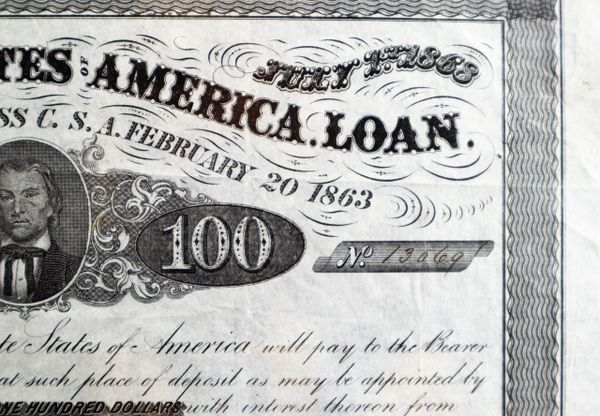 TES AMERICA. LOAN.
JULY 1ST 1863
SS C. S. A. FEBRUARY 20 1863
100
No. 13669
te States of America will pay to the Bearer
at such place of deposit as may be appointed by
ONE HUNDRED DOLLARS with interest thereon from